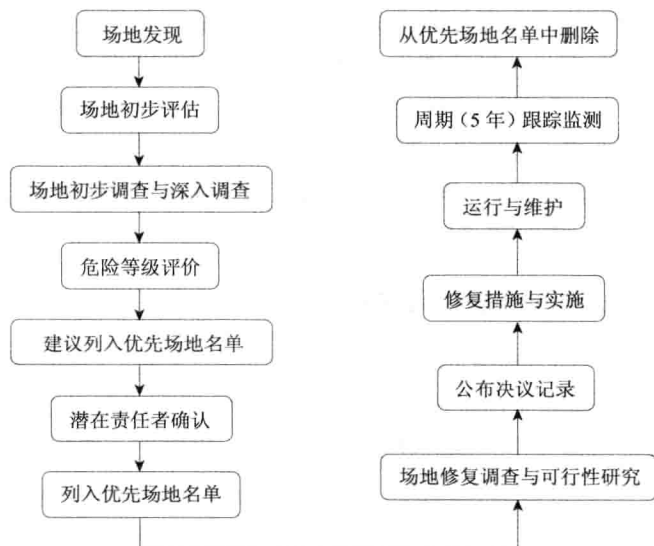 场地发现
场地初步评估
场地初步调查与深入调查
危险等级评价
建议列入优先场地名单
潜在责任者确认
列入优先场地名单
场地修复调查与可行性研究
公布决议记录
修复措施与实施
运行与维护
周期（5年）跟踪监测
从优先场地名单中删除